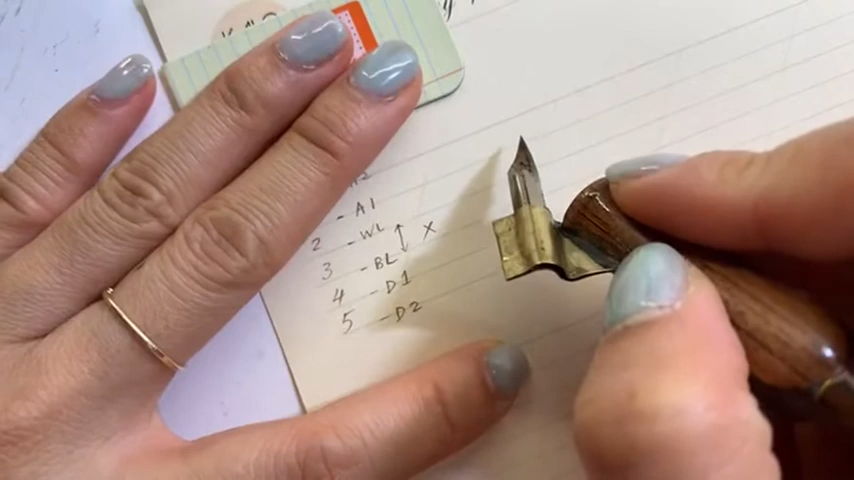 - A1
2 - WL ↕ X
3 - BL
4 - D1
5 - D2